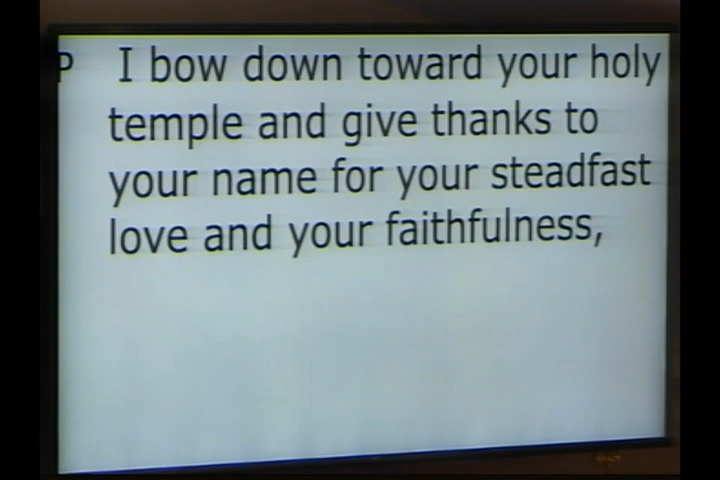 P I bow down toward your holy
temple and give thanks to
your name for your steadfast
love and your faithfulness,